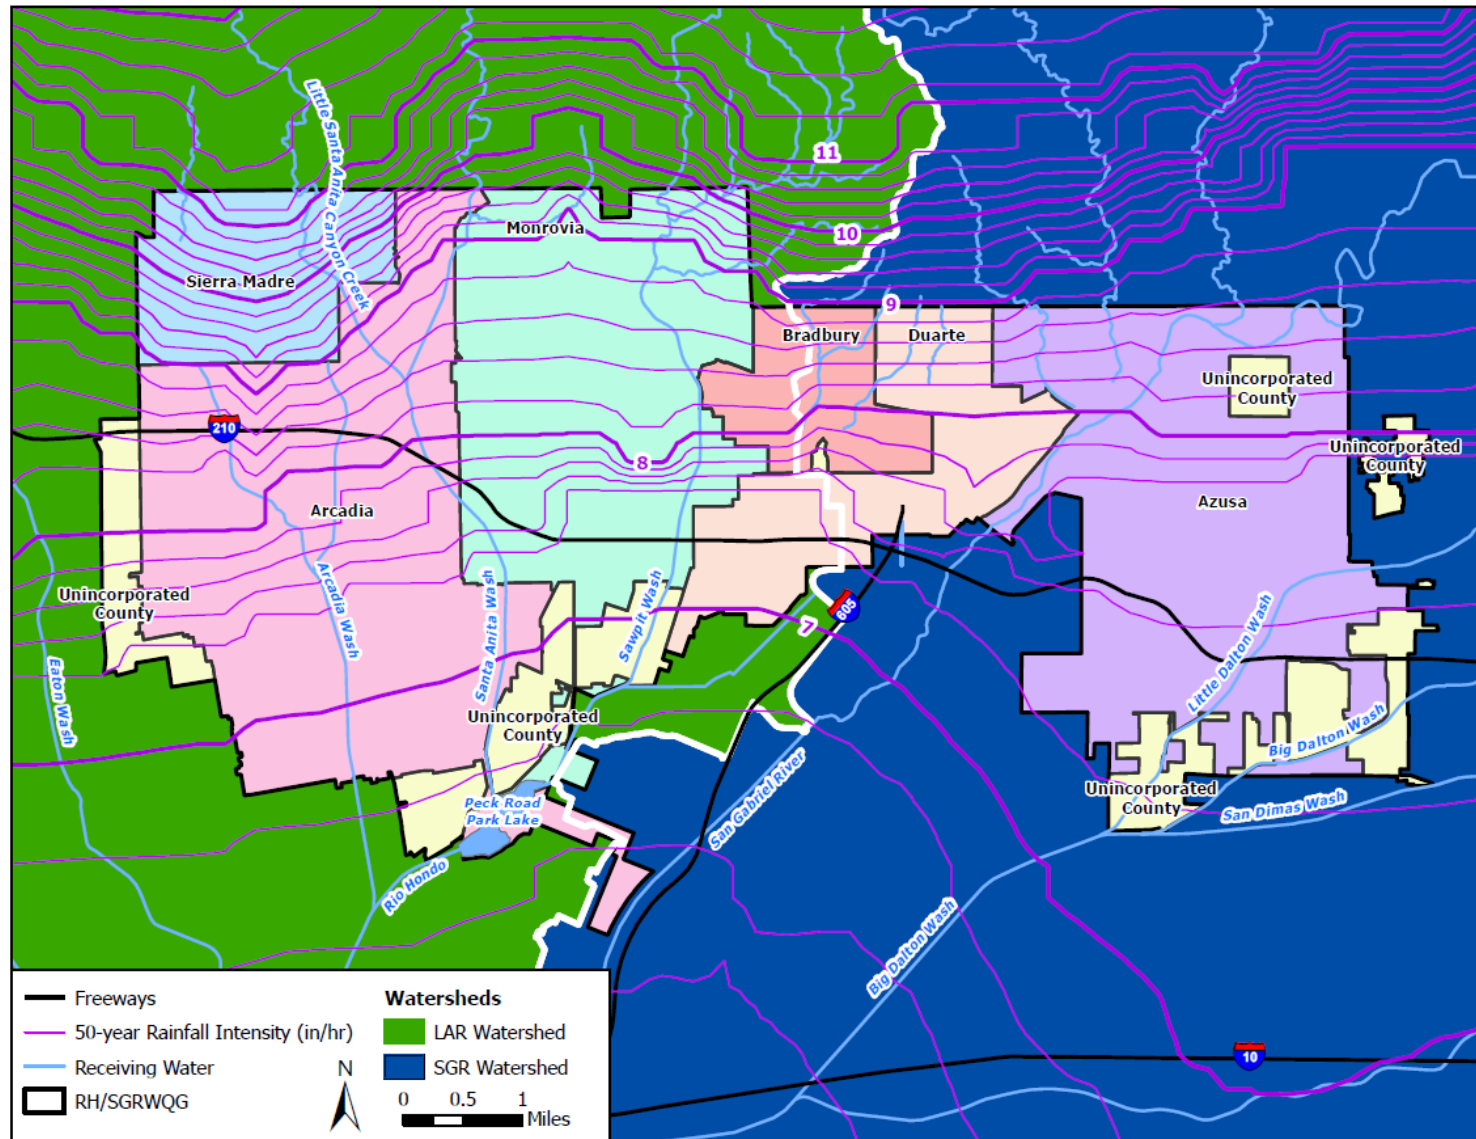 Little Santa Anita Canyon Creek
11
10
9
Monrovia
Sierra Madre
Bradbury
Duarte
Unincorporated
County
210
8
Unincorporated
County
Arcadia
Azusa
Unincorporated
County
Arcadia Wash
Santa Anita Wash
Sawpit Wash
605
7
Little Dalton Wash
Eaton Wash
Unincorporated
County
Big Dalton Wash
Peck Road
Park Lake
San Gabriel River
Unincorporated
County
San Dimas Wash
Rio Hondo
Big Dalton Wash
10
Freeways
50-year Rainfall Intensity (in/hr)
Receiving Water
RH/SGRWQG
Watersheds
LAR Watershed
SGR Watershed
N
0 0.5 1
Miles